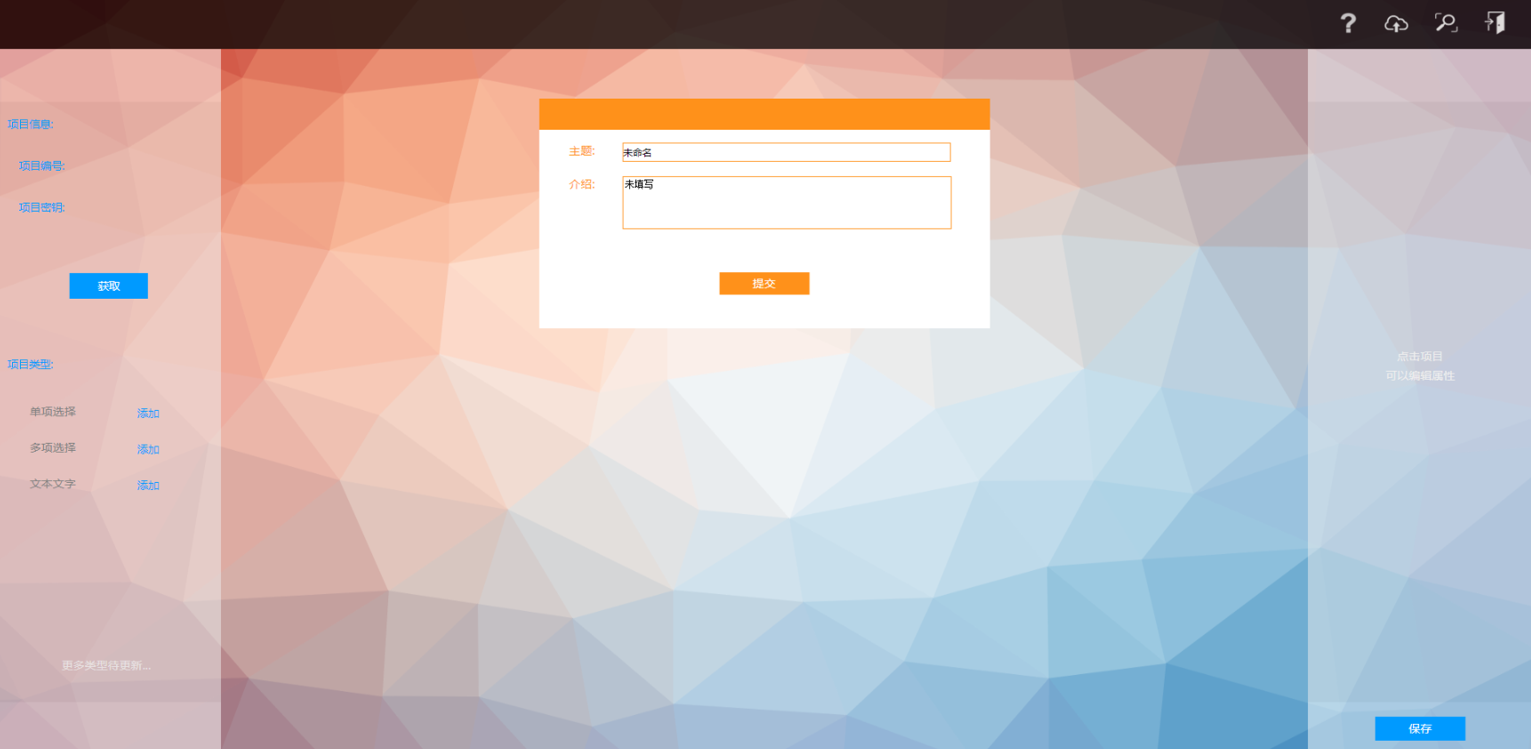 项目信息:
项目编号:
项目密钥:
获取
项目类型:
单项选择 添加
多项选择 添加
文本文字 添加
更多类型待更新...
主题: 未命名
介绍: 未填写
提交
点击项目
可以编辑属性
保存